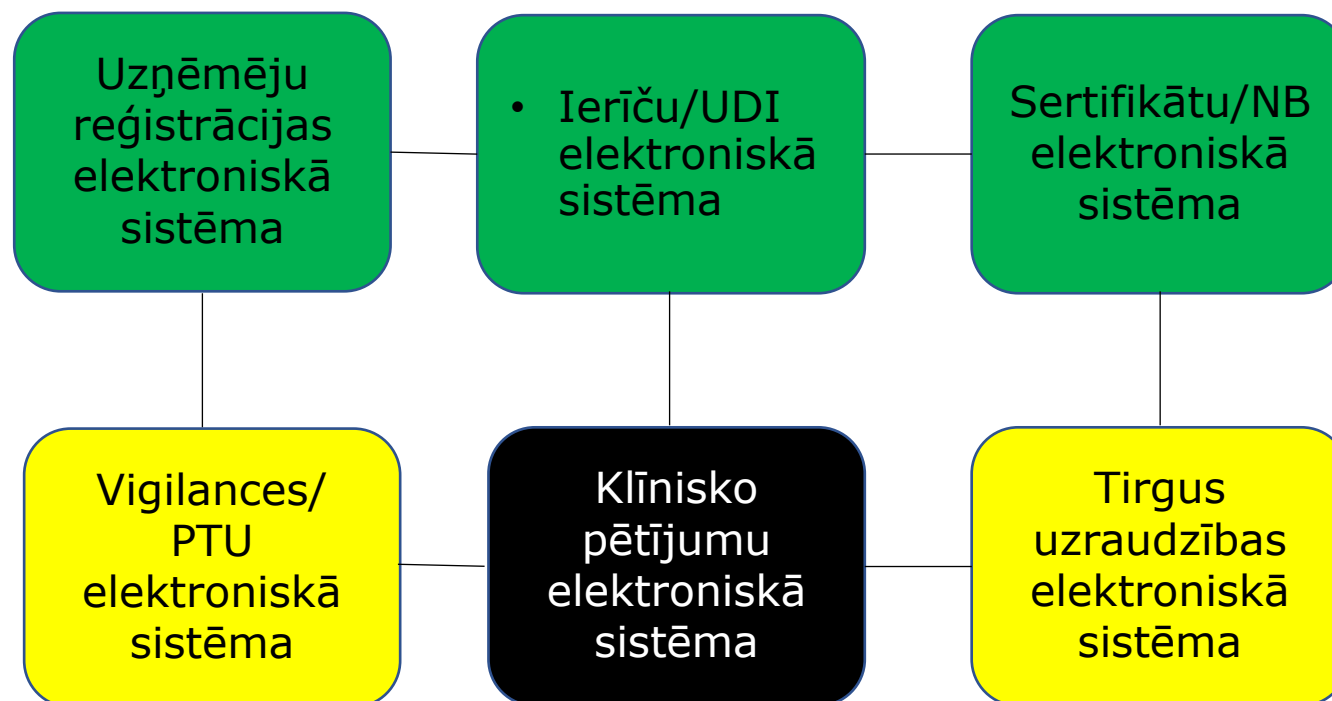 Uzņēmēju
reģistrācijas
elektroniskā
sistēma
• Ierīču/UDI
elektroniskā
sistēma
Sertifikātu/NB
elektroniskā
sistēma
Vigilances/
PTU
elektroniskā
sistēma
Klīnisko
pētījumu
elektroniskā
sistēma
Tirgus
uzraudzības
elektroniskā
sistēma